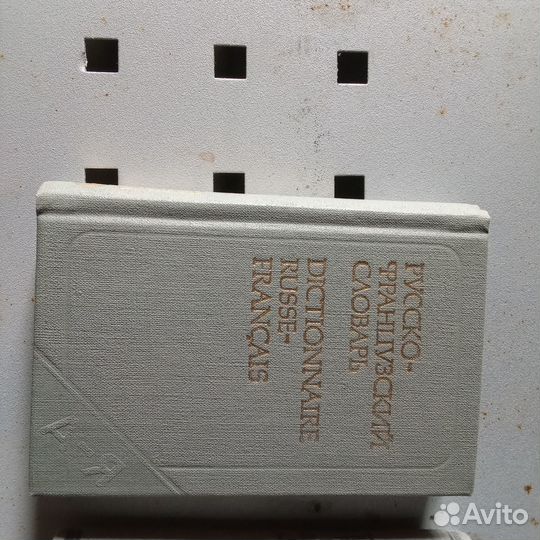 РУССКО-
ФРАНЦУЗСКИЙ
СЛОВАРЬ
DICTIONNAIRE
RUSSE-
FRANÇAIS
А-Я
Avito